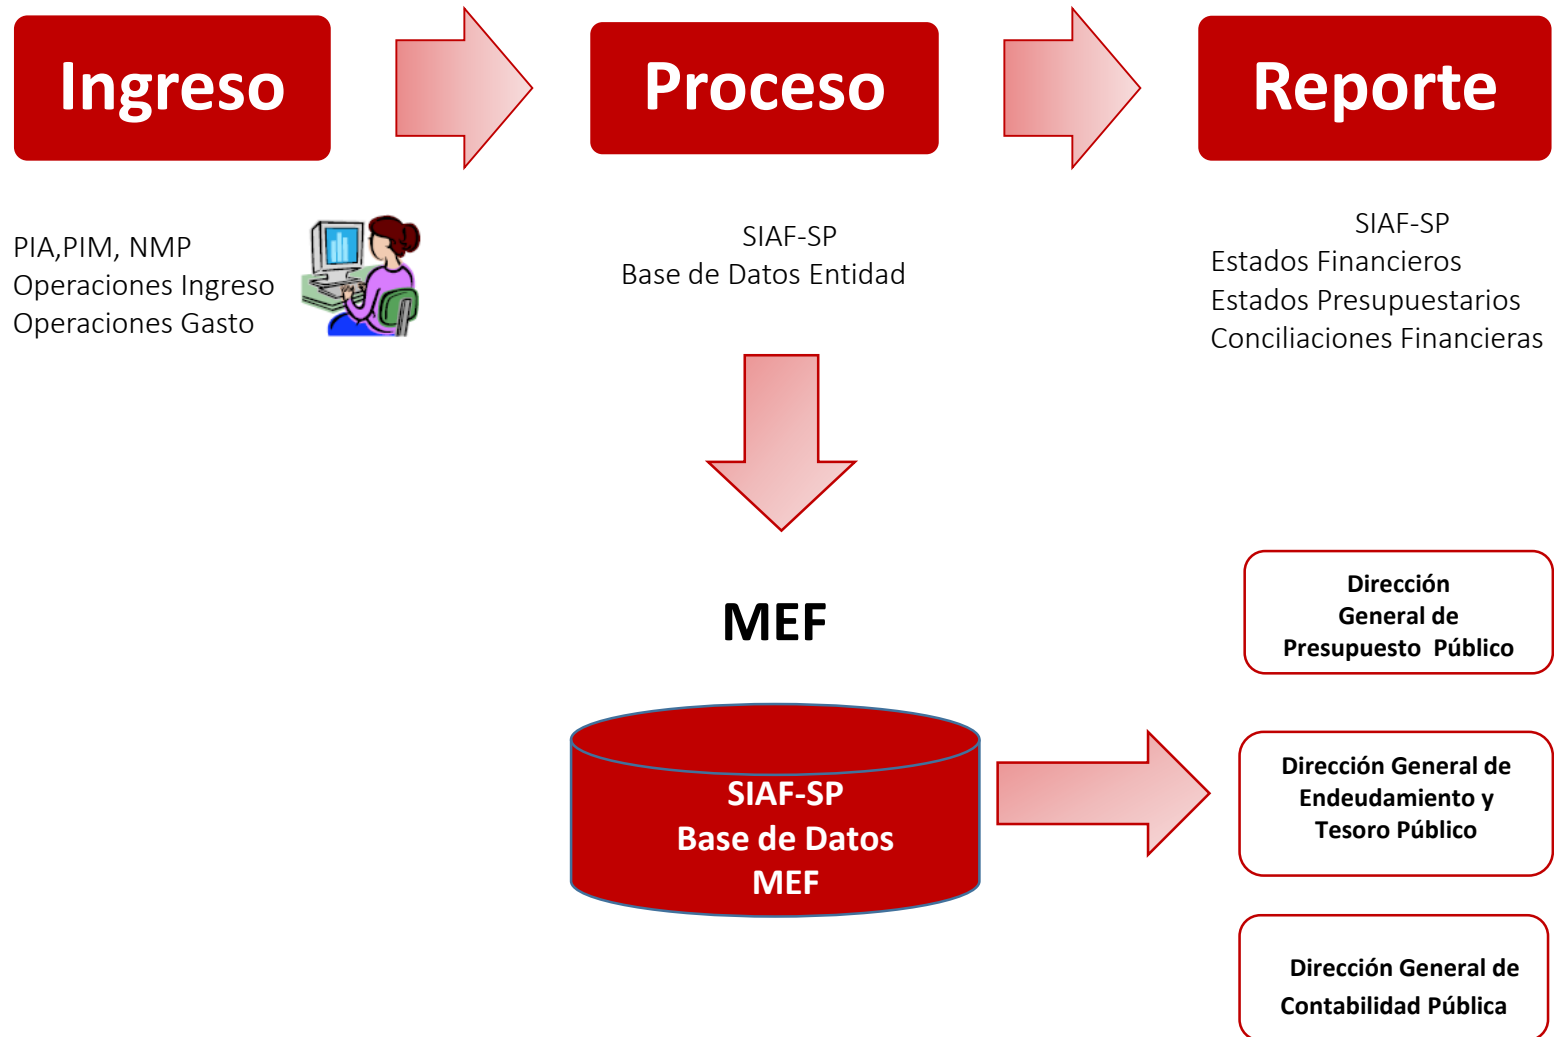 Ingreso
Proceso
Reporte
PIA,PIM, NMP
Operaciones Ingreso
Operaciones Gasto
SIAF-SP
Base de Datos Entidad
SIAF-SP
Estados Financieros
Estados Presupuestarios
Conciliaciones Financieras
MEF
SIAF-SP
Base de Datos
MEF
Dirección
General de
Presupuesto Público
Dirección General de
Endeudamiento y
Tesoro Público
Dirección General de
Contabilidad Pública